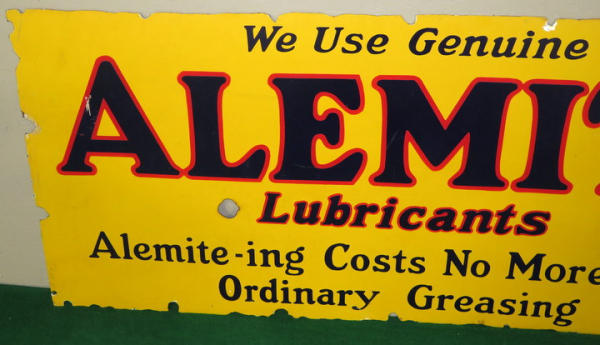 We Use Genuine
ALEMI
Lubricants
Alemite-ing Costs No More
Ordinary Greasing